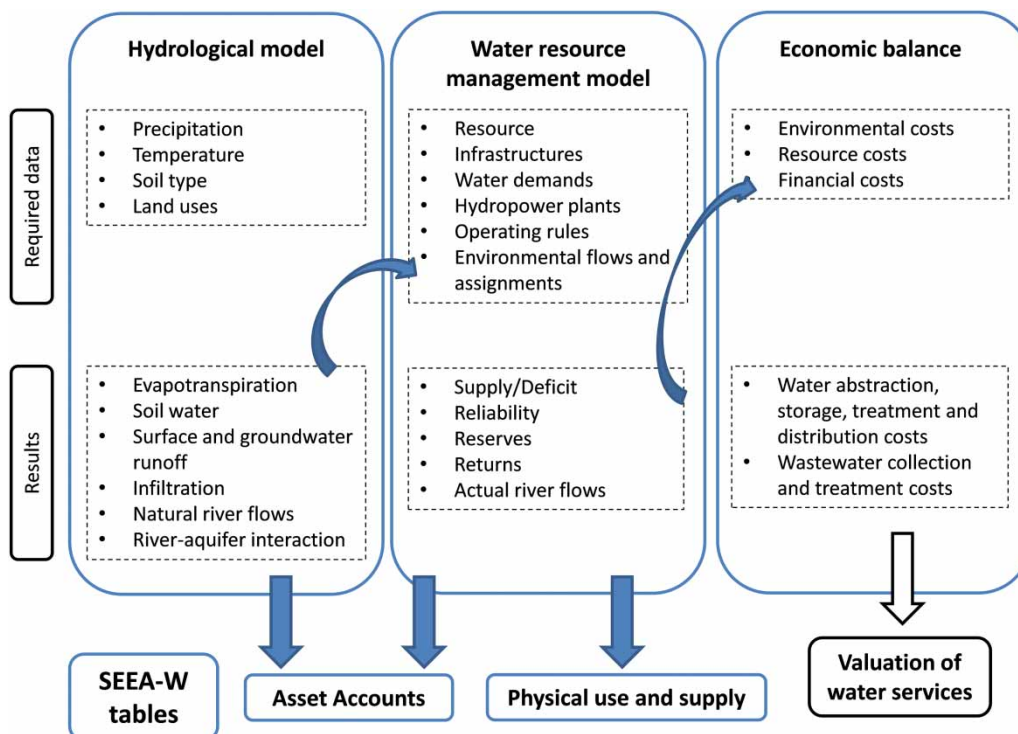 Hydrological model
Water resource
management model
Economic balance
Required data
• Precipitation
• Temperature
• Soil type
• Land uses
• Resource
• Infrastructures
• Water demands
• Hydropower plants
• Operating rules
• Environmental flows and
assignments
• Environmental costs
• Resource costs
• Financial costs
Results
• Evapotranspiration
• Soil water
• Surface and groundwater
runoff
• Infiltration
• Natural river flows
• River-aquifer interaction
• Supply/Deficit
• Reliability
• Reserves
• Returns
• Actual river flows
• Water abstraction,
storage, treatment and
distribution costs
• Wastewater collection
and treatment costs
SEEA-W
tables
Asset Accounts
Physical use and supply
Valuation of
water services